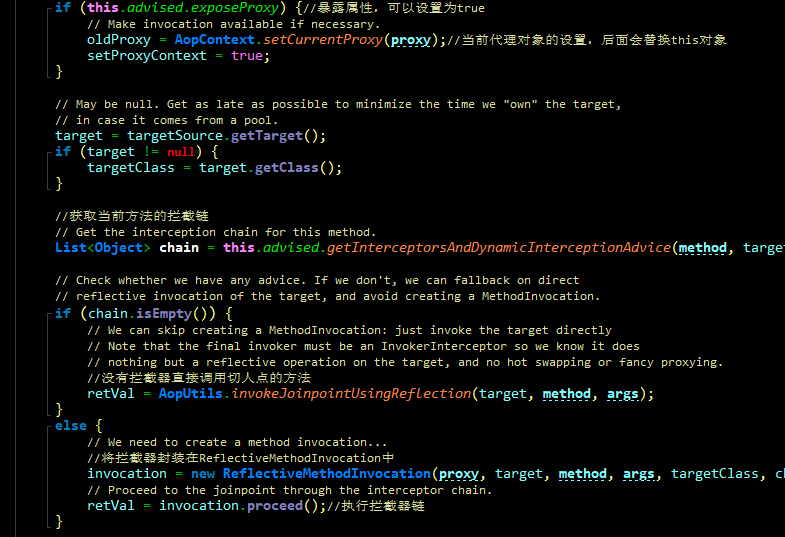 if (this.advised.exposeProxy) {//暴露属性，可以设置为true
// Make invocation available if necessary.
oldProxy = AopContext.setCurrentProxy(proxy);//当前代理对象的设置，后面会替换this对象
setProxyContext = true;
}
// May be null. Get as late as possible to minimize the time we "own" the target,
// in case it comes from a pool.
target = targetSource.getTarget();
if (target != null) {
targetClass = target.getClass();
}
//获取当前方法的拦截链
// Get the interception chain for this method.
List<Object> chain = this.advised.getInterceptorsAndDynamicInterceptionAdvice(method, target
// Check whether we have any advice. If we don't, we can fallback on direct
// reflective invocation of the target, and avoid creating a MethodInvocation.
if (chain.isEmpty()) {
// We can skip creating a MethodInvocation: just invoke the target directly
// Note that the final invoker must be an InvokerInterceptor so we know it does
// nothing but a reflective operation on the target, and no hot swapping or fancy proxying.
//没有拦截器直接调用切人点的方法
retVal = AopUtils.invokeJoinpointUsingReflection(target, method, args);
}
else {
// We need to create a method invocation...
//将拦截器封装在ReflectiveMethodInvocation中
invocation = new ReflectiveMethodInvocation(proxy, target, method, args, targetClass, c
// Proceed to the joinpoint through the interceptor chain.
retVal = invocation.proceed();//执行拦截器链
}